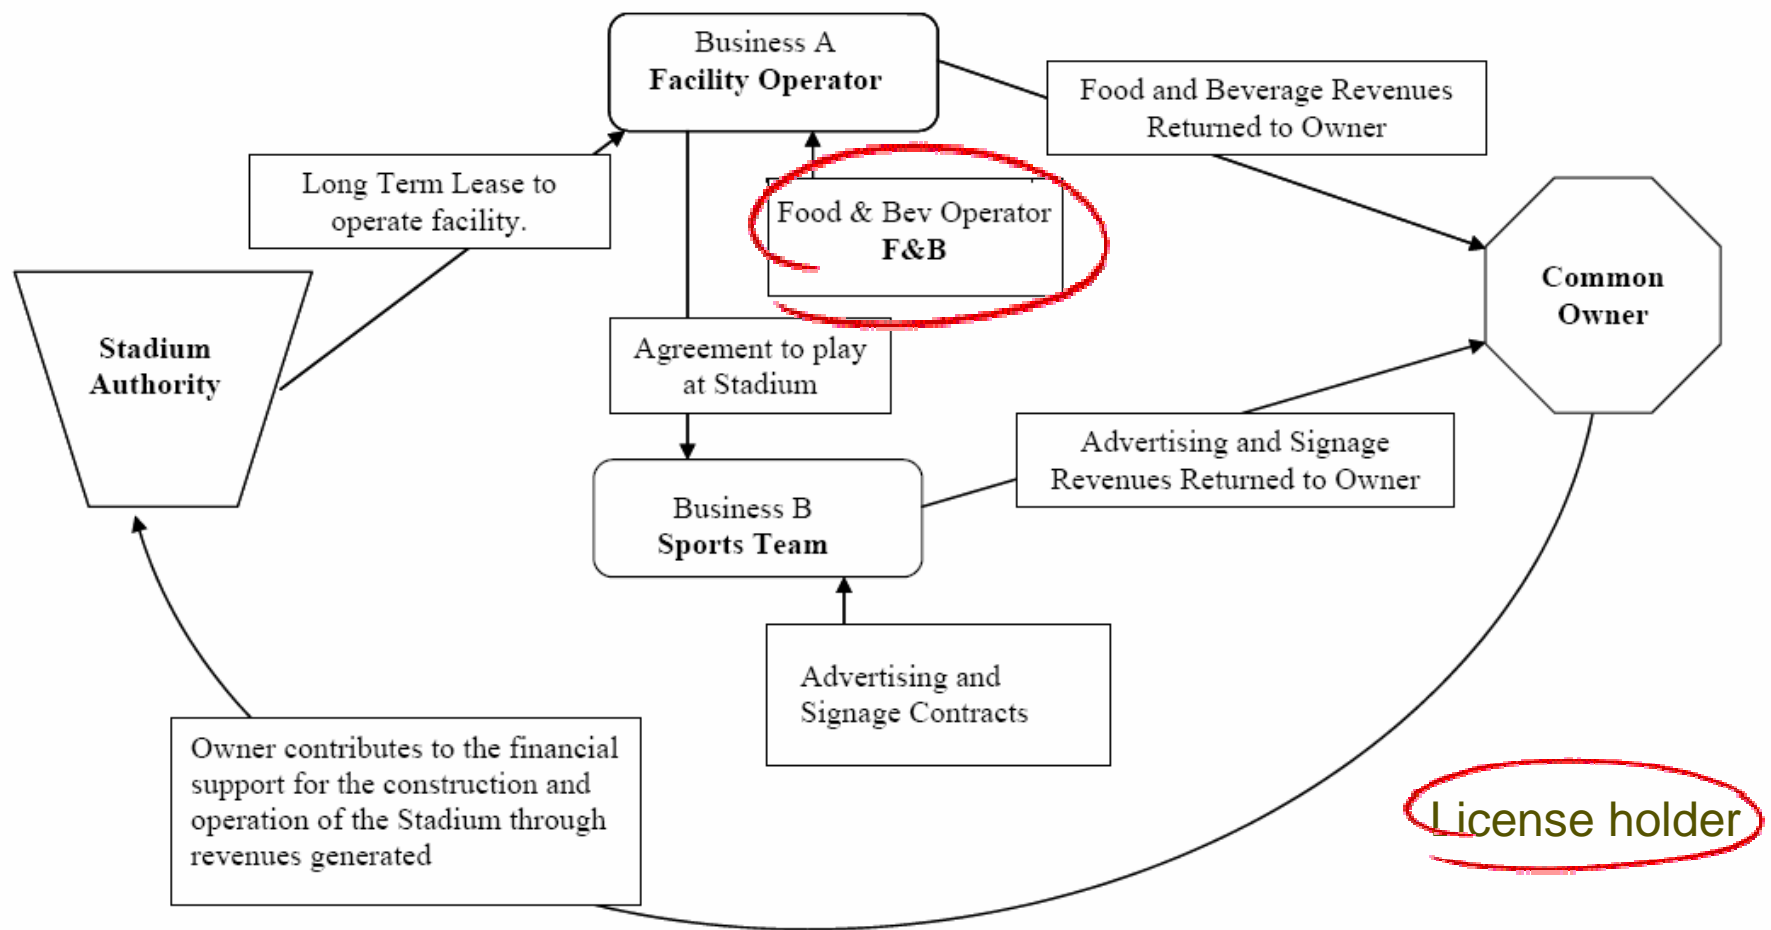 Business A
Facility Operator
Food and Beverage Revenues
Returned to Owner
Long Term Lease to
operate facility.
Food & Bev Operator
F&B
Common
Owner
Stadium
Authority
Agreement to play
at Stadium
Advertising and Signage
Revenues Returned to Owner
Business B
Sports Team
Advertising and
Signage Contracts
Owner contributes to the financial
support for the construction and
operation of the Stadium through
revenues generated
License holder